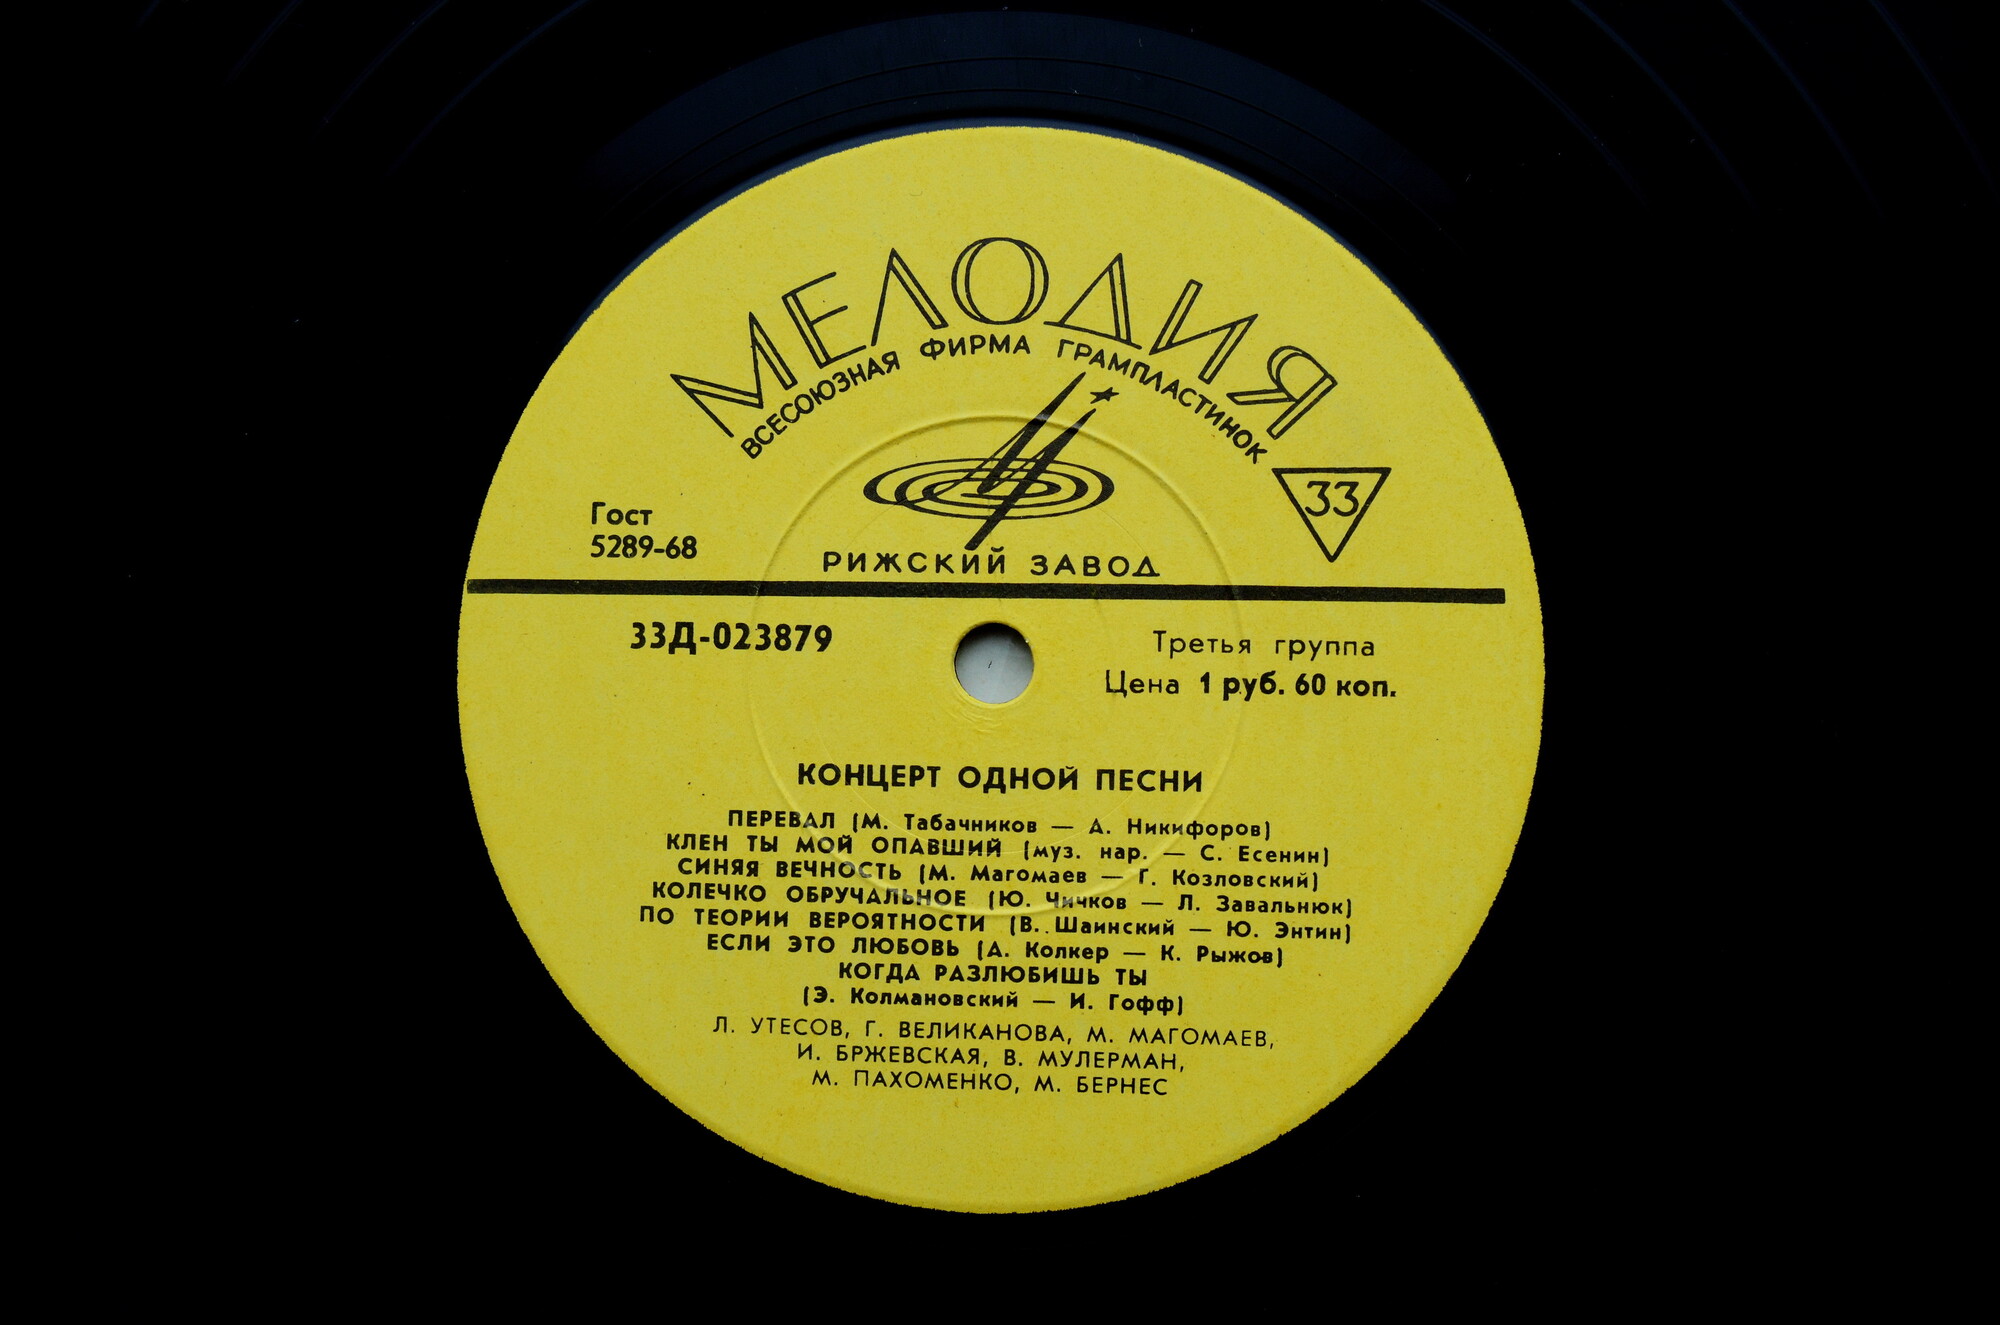 МЕЛОДИЯ
ВСЕСОЮЗНАЯ ФИРМА ГРАМПЛАСТИНОК
33
Гост
5289-68
РИЖСКИЙ ЗАВОД
33Д-023879
Третья группа
Цена 1 руб. 60 коп.
КОНЦЕРТ ОДНОЙ ПЕСНИ
ПЕРЕВАЛ (М. Табачников — А. Никифоров)
КЛЕН ТЫ МОЙ ОПАВШИЙ (муз. нар. — С. Есенин)
СИНЯЯ ВЕЧНОСТЬ (М. Магомаев — Г. Козловский)
КОЛЕЧКО ОБРУЧАЛЬНОЕ (Ю. Чичков — Л. Завальнюк)
ПО ТЕОРИИ ВЕРОЯТНОСТИ (В. Шаинский — Ю. Энтин)
ЕСЛИ ЭТО ЛЮБОВЬ (А. Колкер — К. Рыжов)
КОГДА РАЗЛЮБИШЬ ТЫ
(Э. Колмановский — И. Гофф)
Л. УТЕСОВ, Г. ВЕЛИКАНОВА, М. МАГОМАЕВ,
И. БРЖЕВСКАЯ, В. МУЛЕРМАН,
М. ПАХОМЕНКО, М. БЕРНЕС